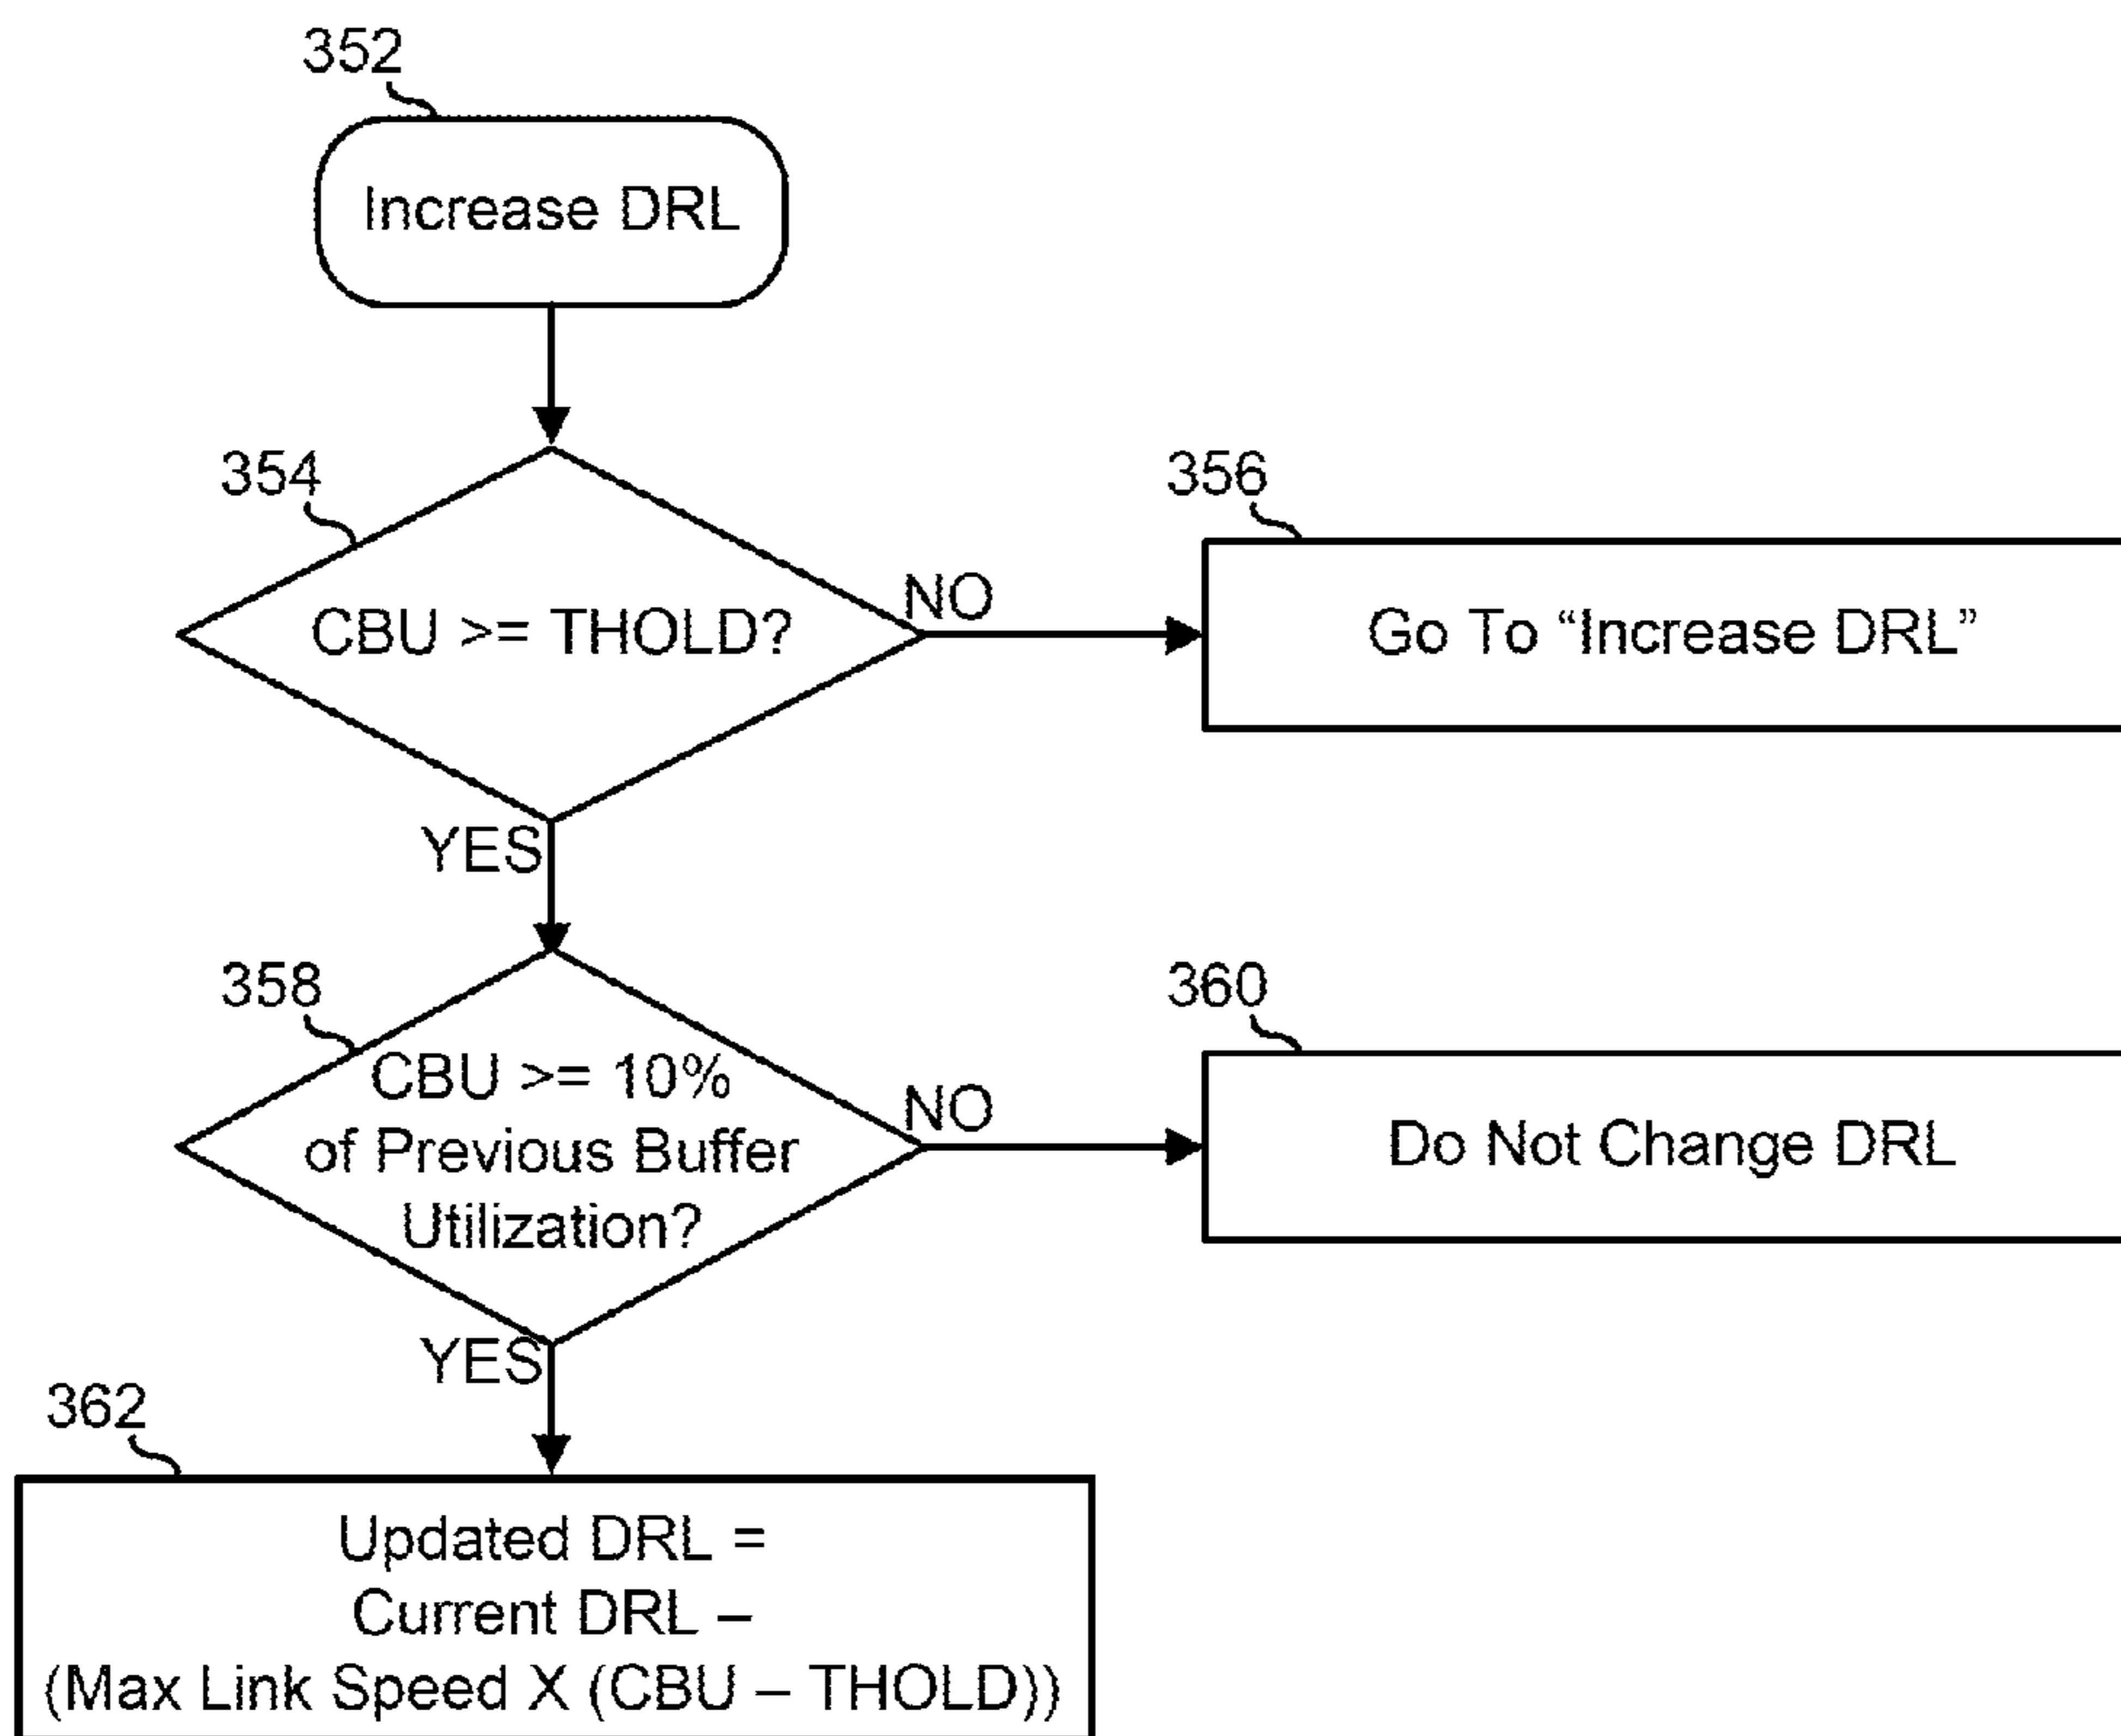 352
Increase DRL
354
CBU >= THOLD?
NO
356
Go To “Increase DRL”
YES
358
CBU >= 10%
of Previous Buffer
Utilization?
NO
360
Do Not Change DRL
YES
362
Updated DRL =
Current DRL –
(Max Link Speed X (CBU – THOLD))